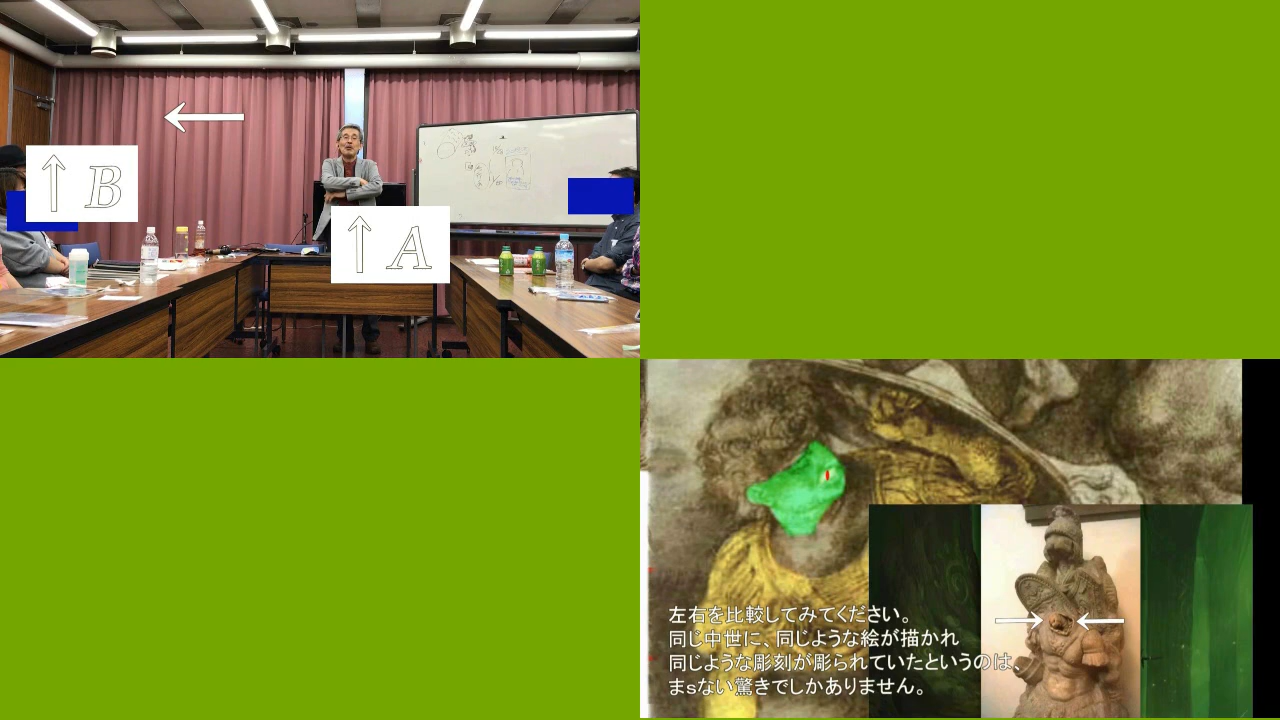 B
A
左右を比較してみてください。
同じ中世に、同じような絵が描かれ
同じような彫刻が彫られていたというのは、
まsない驚きでしかありません。